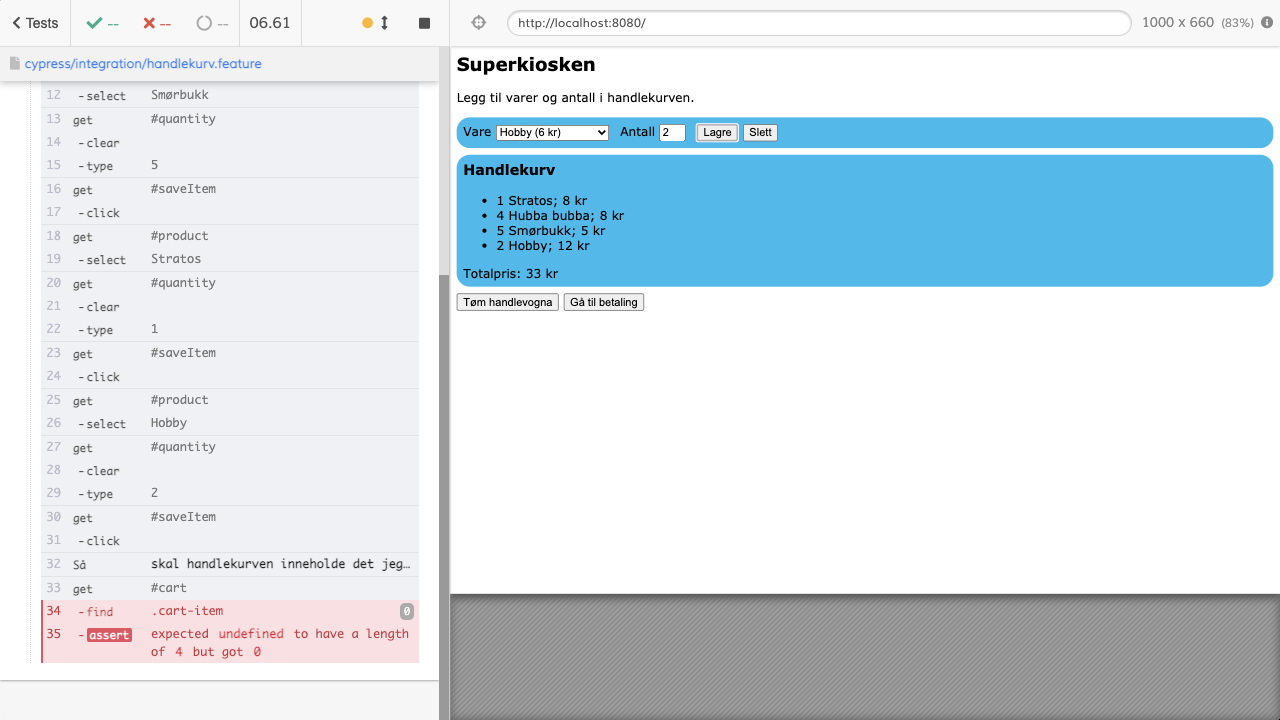 Tests -- -- -- 06.61
cypress/integration/handlekurv.feature
12 -select Smørbukk
13 get #quantity
14 -clear
15 -type 5
16 get #saveItem
17 -click
18 get #product
19 -select Stratos
20 get #quantity
21 -clear
22 -type 1
23 get #saveItem
24 -click
25 get #product
26 -select Hobby
27 get #quantity
28 -clear
29 -type 2
30 get #saveItem
31 -click
32 Så skal handlekurven inneholde det jeg…
33 get #cart
34 -find .cart-item 0
35 -assert expected undefined to have a length
of 4 but got 0
http://localhost:8080/ 1000 x 660 (83%)
Superkiosken
Legg til varer og antall i handlekurven.
Vare Hobby (6 kr) Antall 2 Lagre Slett
Handlekurv
• 1 Stratos; 8 kr
• 4 Hubba bubba; 8 kr
• 5 Smørbukk; 5 kr
• 2 Hobby; 12 kr
Totalpris: 33 kr
Tøm handlevogna Gå til betaling